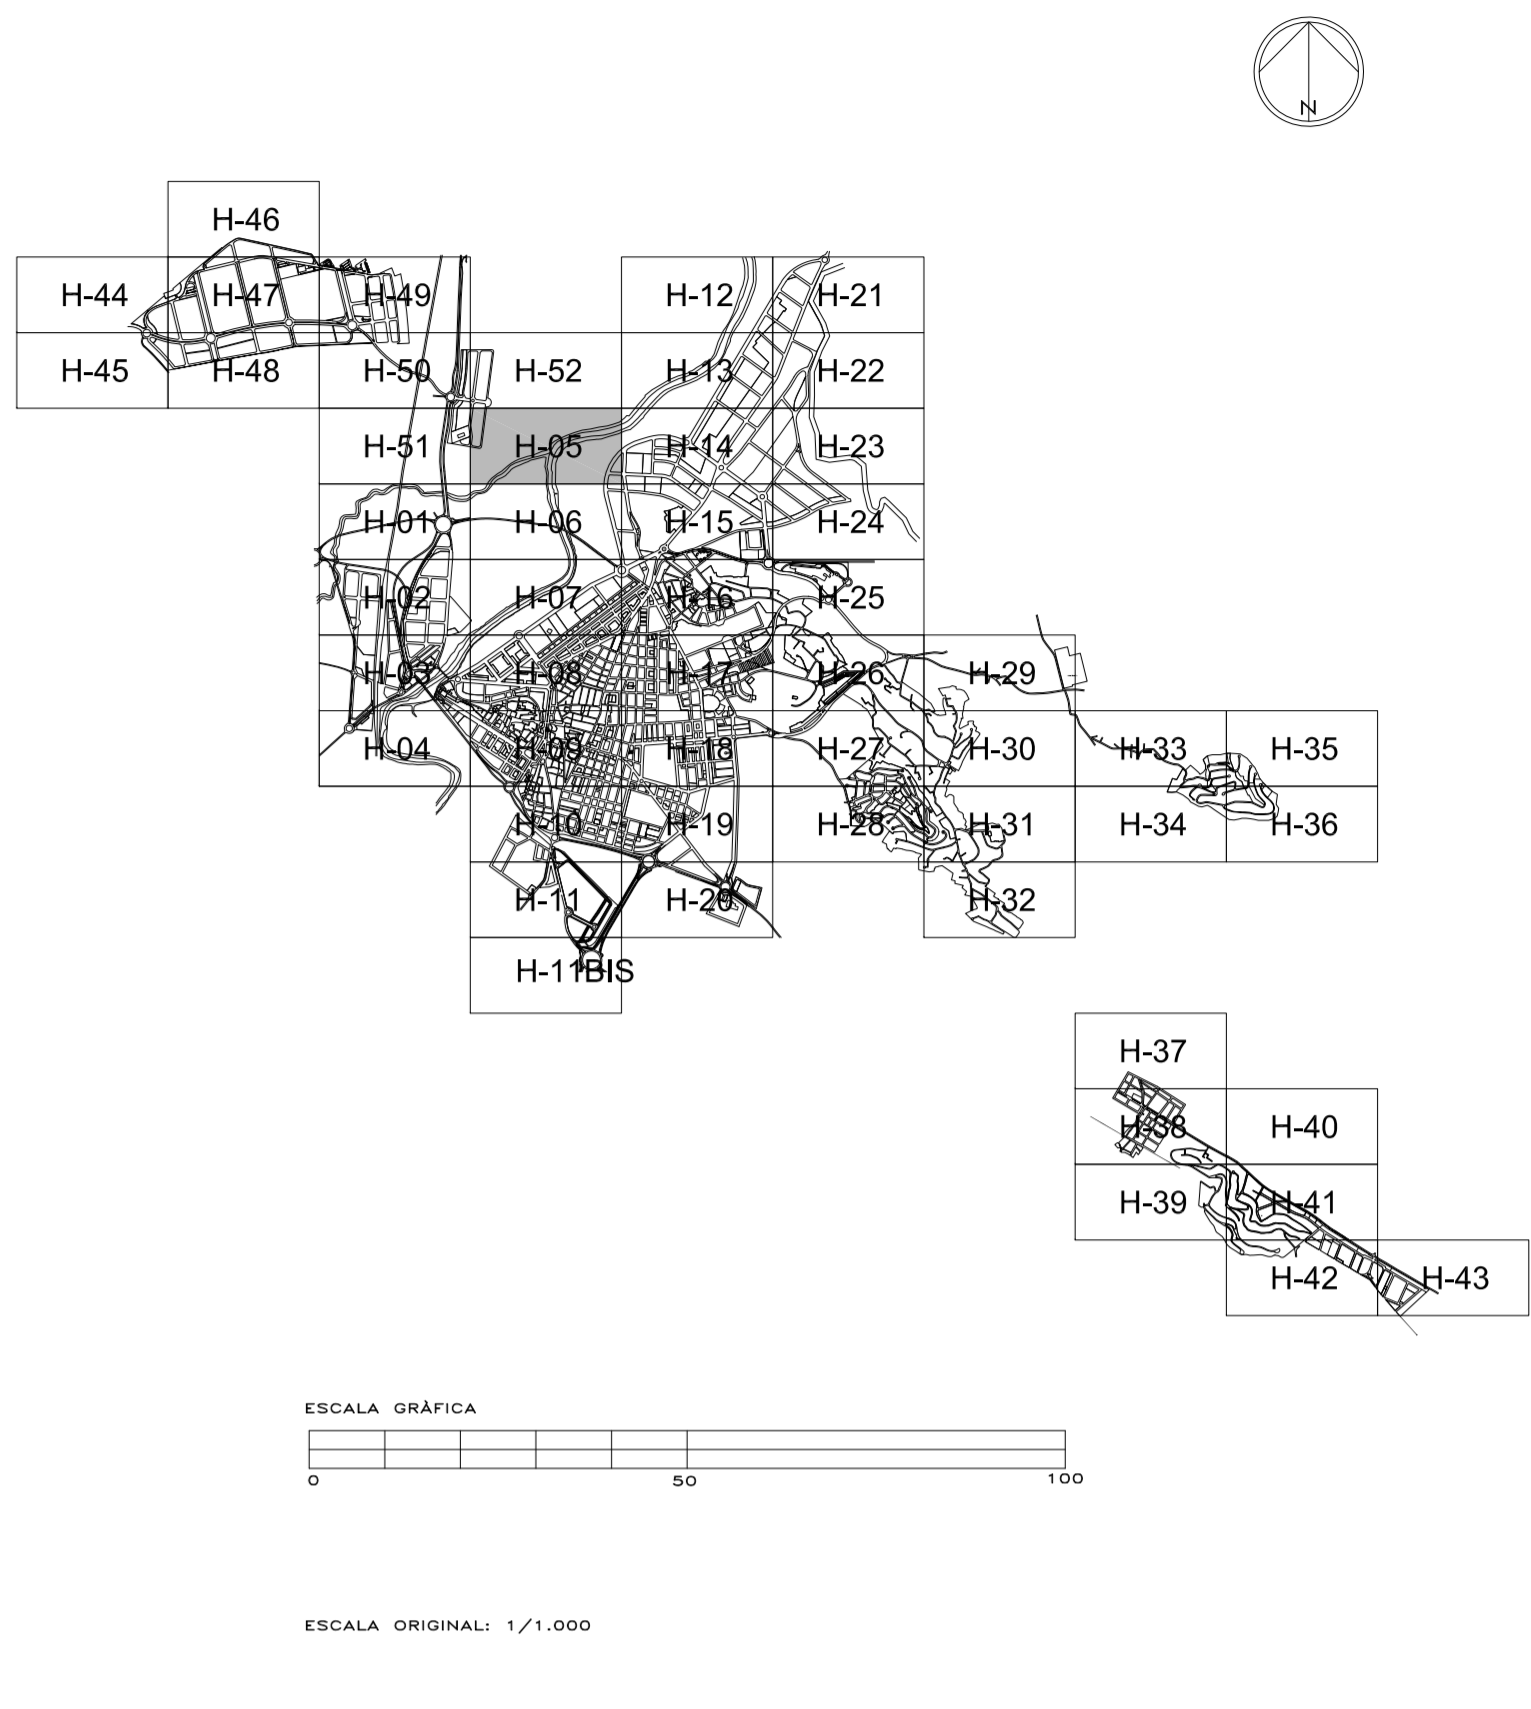 N
H-46
H-44 H-47 H-49 H-12 H-21
H-45 H-48 H-50 H-52 H-13 H-22
H-51 H-05 H-14 H-23
H-01 H-06 H-15 H-24
H-02 H-07 H-16 H-25
H-03 H-08 H-17 H-26 H-29
H-04 H-09 H-18 H-27 H-30 H-33 H-35
H-10 H-19 H-28 H-31 H-34 H-36
H-11 H-20 H-32
H-11BIS
H-37
H-38 H-40
H-39 H-41
H-42 H-43
ESCALA GRÀFICA
0 50 100
ESCALA ORIGINAL: 1/1.000